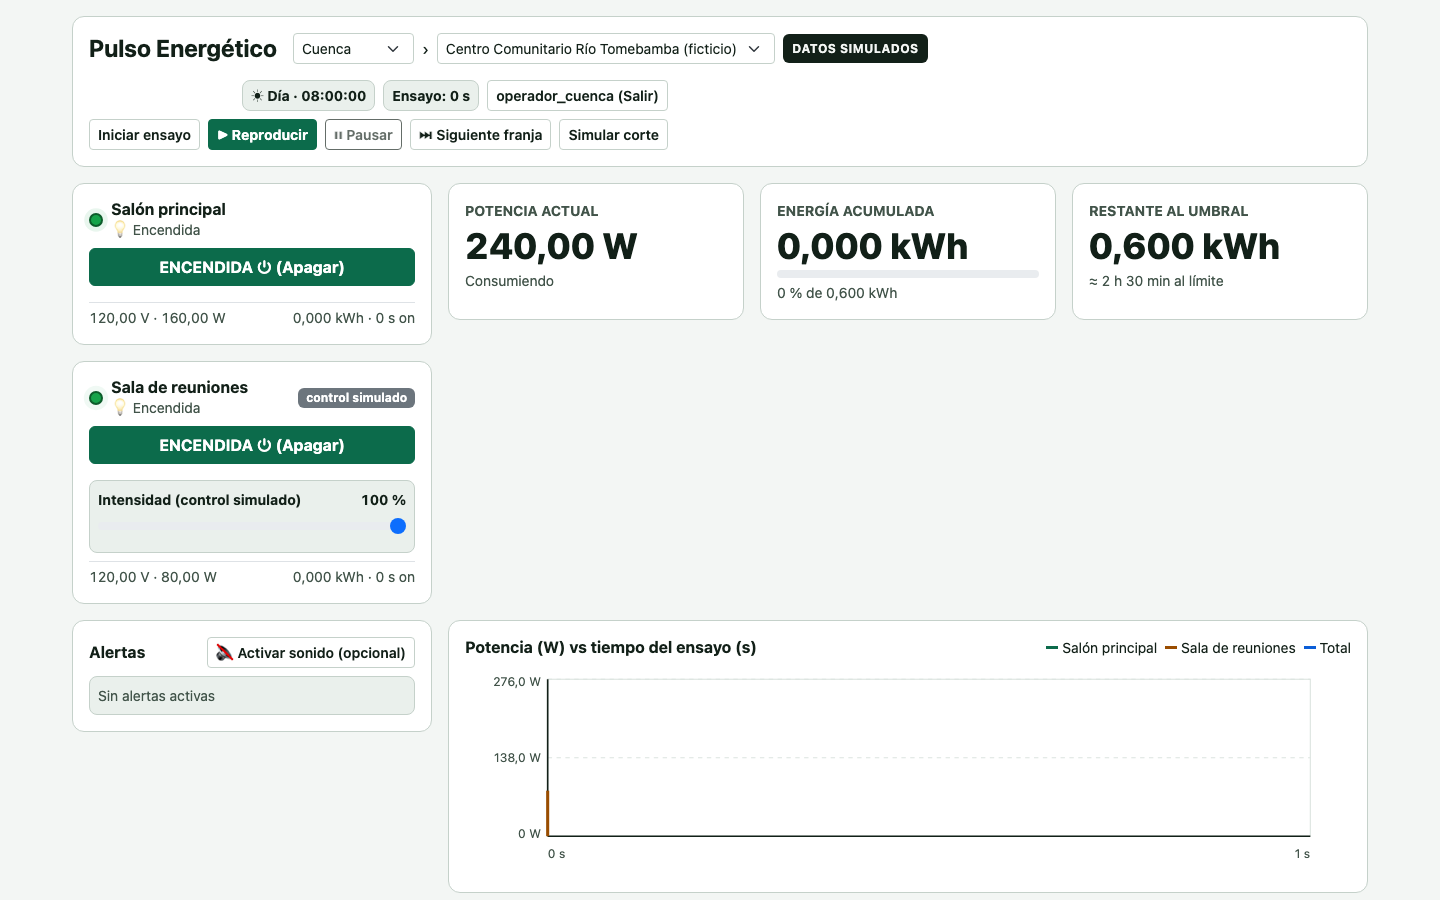 Pulso Energético
Cuenca
›
Centro Comunitario Río Tomebamba (ficticio)
DATOS SIMULADOS
☀ Día · 08:00:00
Ensayo: 0 s
operador_cuenca (Salir)
Iniciar ensayo
▶ Reproducir
⏸ Pausar
⏭ Siguiente franja
Simular corte
Salón principal
💡 Encendida
ENCENDIDA ⏻ (Apagar)
120,00 V · 160,00 W
0,000 kWh · 0 s on
POTENCIA ACTUAL
240,00 W
Consumiendo
ENERGÍA ACUMULADA
0,000 kWh
0 % de 0,600 kWh
RESTANTE AL UMBRAL
0,600 kWh
≈ 2 h 30 min al límite
Sala de reuniones
💡 Encendida
control simulado
ENCENDIDA ⏻ (Apagar)
Intensidad (control simulado)
100 %
120,00 V · 80,00 W
0,000 kWh · 0 s on
Alertas
Activar sonido (opcional)
Sin alertas activas
Potencia (W) vs tiempo del ensayo (s)
Salón principal
Sala de reuniones
Total
276,0 W
138,0 W
0 W
0 s
1 s